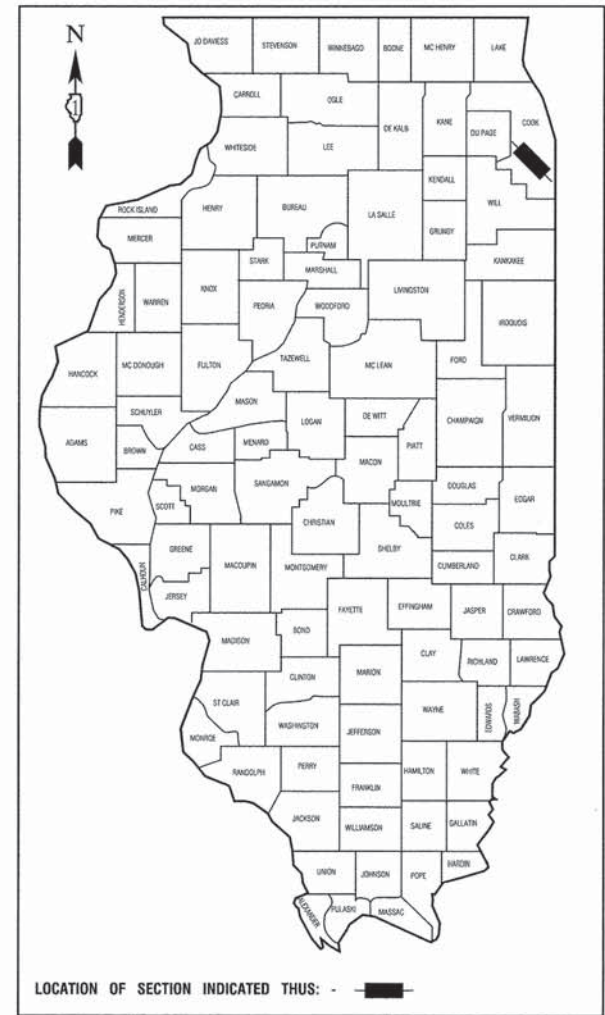 N
JO DAVIESS STEVENSON WINNEBAGO BOONE MC HENRY LAKE
CARROLL OGLE DE KALB KANE DU PAGE COOK
WHITESIDE LEE
KENDALL WILL
ROCK ISLAND HENRY BUREAU LA SALLE GRUNDY
MERCER PUTNAM KANKAKEE
STARK MARSHALL
HENDERSON WARREN KNOX PEORIA WOODFORD LIVINGSTON IROQUOIS
TAZEWELL MC LEAN FORD
HANCOCK MC DONOUGH FULTON
MASON
SCHUYLER LOGAN DE WITT CHAMPAIGN VERMILION
ADAMS BROWN CASS MENARD PIATT
MACON
MORGAN SANGAMON DOUGLAS
PIKE SCOTT MOULTRIE EDGAR
CHRISTIAN COLES
GREENE SHELBY
CALHOUN MACOUPIN MONTGOMERY CUMBERLAND CLARK
JERSEY FAYETTE EFFINGHAM JASPER CRAWFORD
MADISON BOND
CLAY RICHLAND LAWRENCE
CLINTON MARION
ST CLAIR WAYNE EDWARDS WABASH
WASHINGTON JEFFERSON
MONROE
RANDOLPH PERRY HAMILTON WHITE
FRANKLIN
JACKSON WILLIAMSON SALINE GALLATIN
UNION JOHNSON POPE HARDIN
ALEXANDER PULASKI MASSAC
LOCATION OF SECTION INDICATED THUS: -